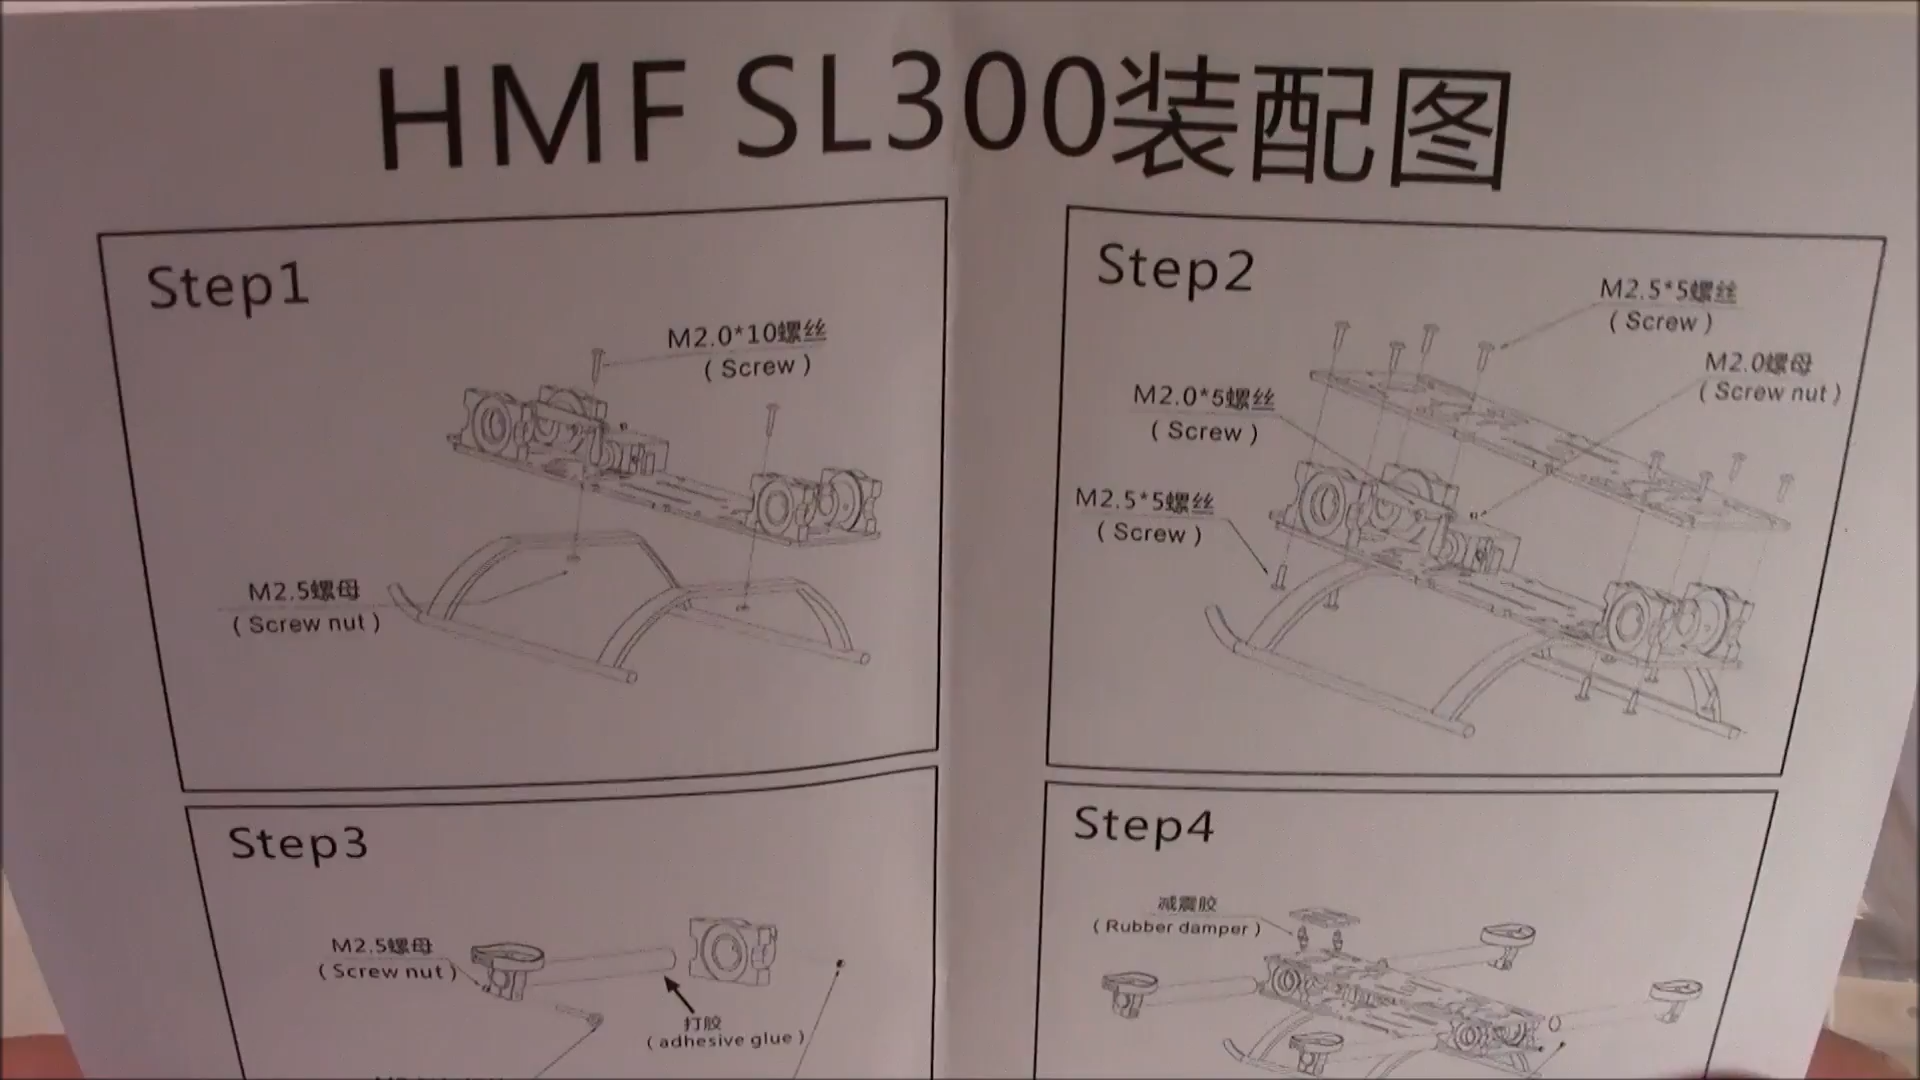 HMF SL300装配图
Step1
M2.0*10螺丝
( Screw )
M2.5螺母
( Screw nut )
Step2
M2.5*5螺丝
( Screw )
M2.0螺母
( Screw nut )
M2.0*5螺丝
( Screw )
M2.5*5螺丝
( Screw )
Step3
M2.5螺母
( Screw nut )
打胶
( adhesive glue )
Step4
减震胶
( Rubber damper )